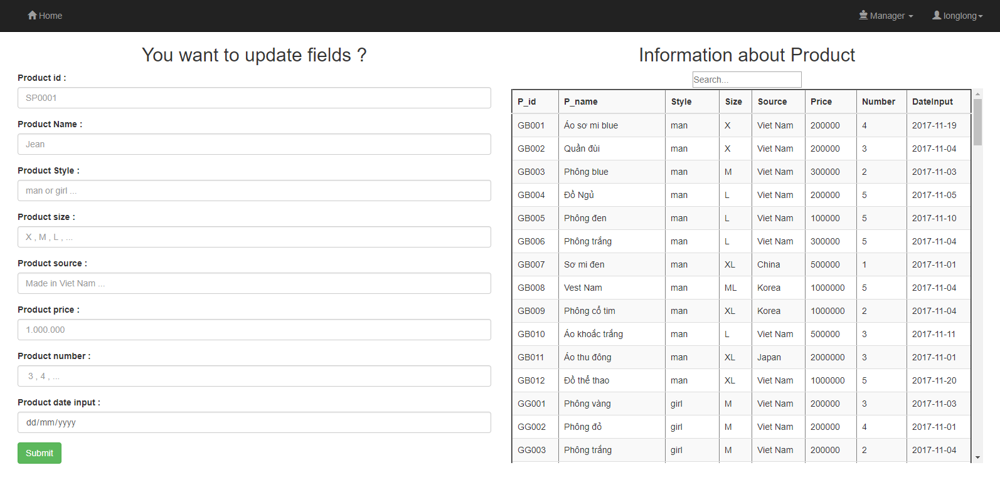 Home Manager longlong
You want to update fields ?
Product id :
SP0001
Product Name :
Jean
Product Style :
man or girl ...
Product size :
X , M , L , ...
Product source :
Made in Viet Nam ...
Product price :
1.000.000
Product number :
3 , 4 , ...
Product date input :
dd/mm/yyyy
Submit
Information about Product
Search...
P_id P_name Style Size Source Price Number DateInput
GB001 Áo sơ mi blue man X Viet Nam 200000 4 2017-11-19
GB002 Quần đùi man X Viet Nam 200000 3 2017-11-04
GB003 Phông blue man M Viet Nam 300000 2 2017-11-03
GB004 Đồ Ngủ man L Viet Nam 200000 5 2017-11-05
GB005 Phông đen man L Viet Nam 100000 5 2017-11-10
GB006 Phông trắng man L Viet Nam 300000 5 2017-11-04
GB007 Sơ mi đen man XL China 500000 1 2017-11-01
GB008 Vest Nam man ML Korea 1000000 5 2017-11-04
GB009 Phông cổ tim man XL Korea 1000000 2 2017-11-04
GB010 Áo khoắc trắng man L Viet Nam 500000 3 2017-11-11
GB011 Áo thu đông man XL Japan 2000000 3 2017-11-01
GB012 Đồ thể thao man XL Viet Nam 1000000 5 2017-11-20
GG001 Phông vàng girl M Viet Nam 200000 3 2017-11-03
GG002 Phông đỏ girl M Viet Nam 200000 4 2017-11-01
GG003 Phông trắng girl M Viet Nam 200000 2 2017-11-04